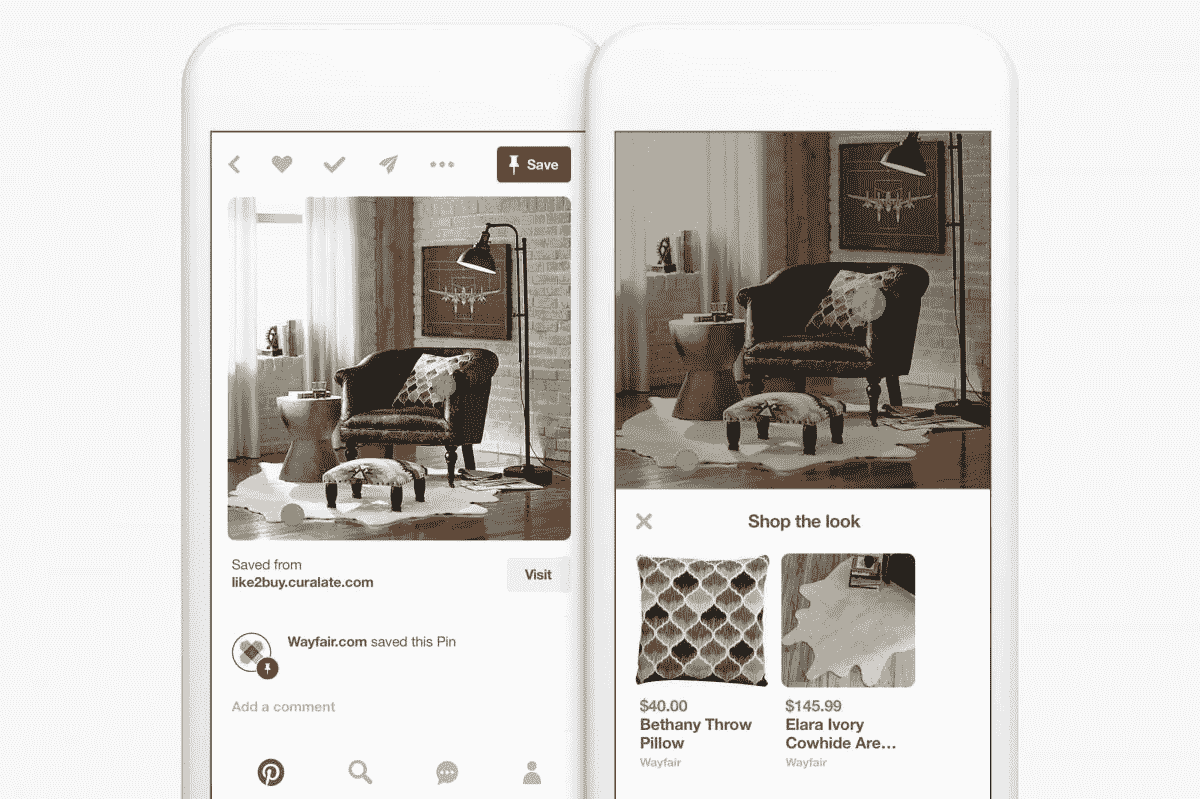 Save
Saved from
like2buy.curalate.com
Visit
Wayfair.com saved this Pin
Add a comment
Shop the look
$40.00
Bethany Throw
Pillow
Wayfair
$145.99
Elara Ivory
Cowhide Are…
Wayfair